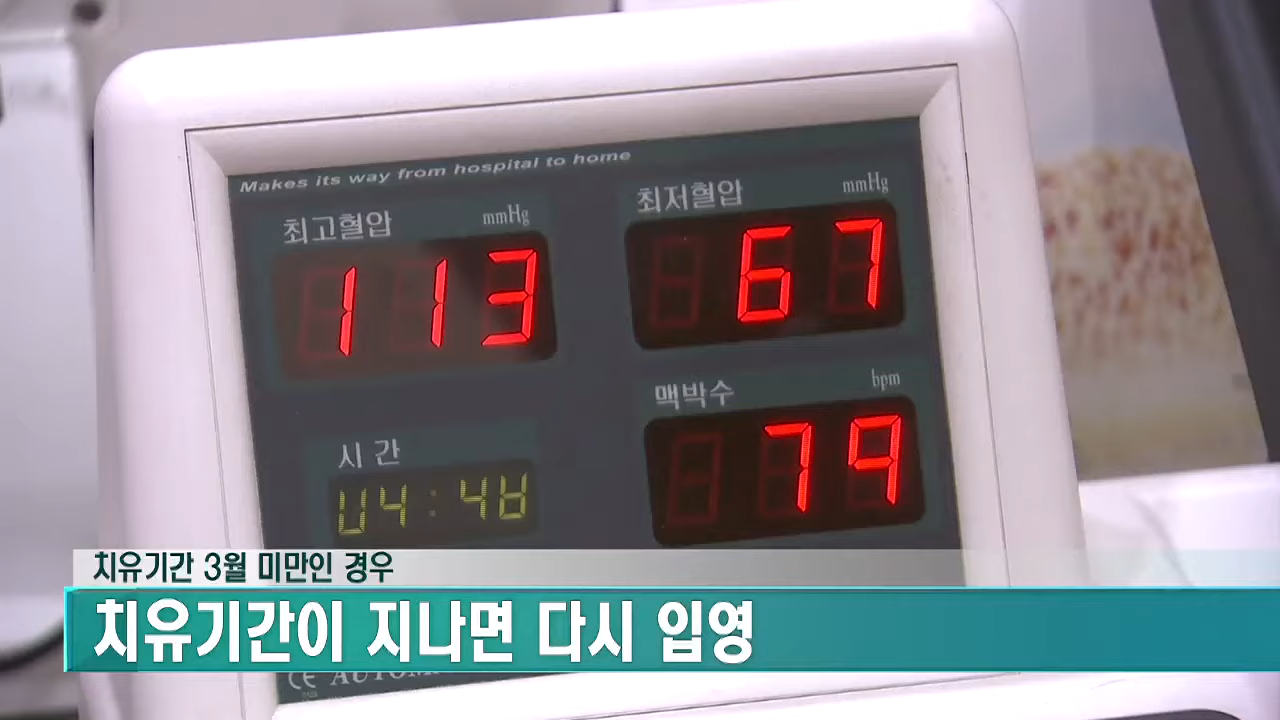 Makes its way from hospital to home
최고혈압 mmHg
113
최저혈압 mmHg
67
맥박수 bpm
79
시간
치유기간 3월 미만인 경우
치유기간이 지나면 다시 입영
CE